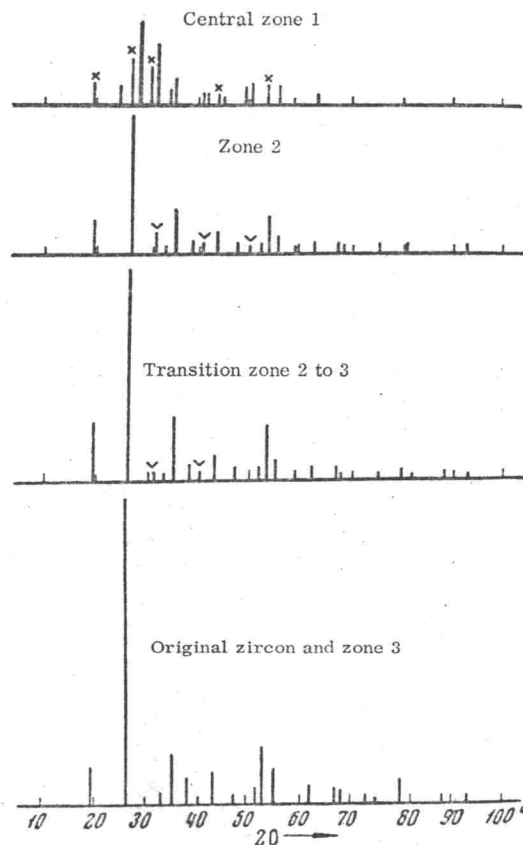 Central zone 1
Zone 2
Transition zone 2 to 3
Original zircon and zone 3
10 20 30 40 50 60 70 80 90 100°
2θ